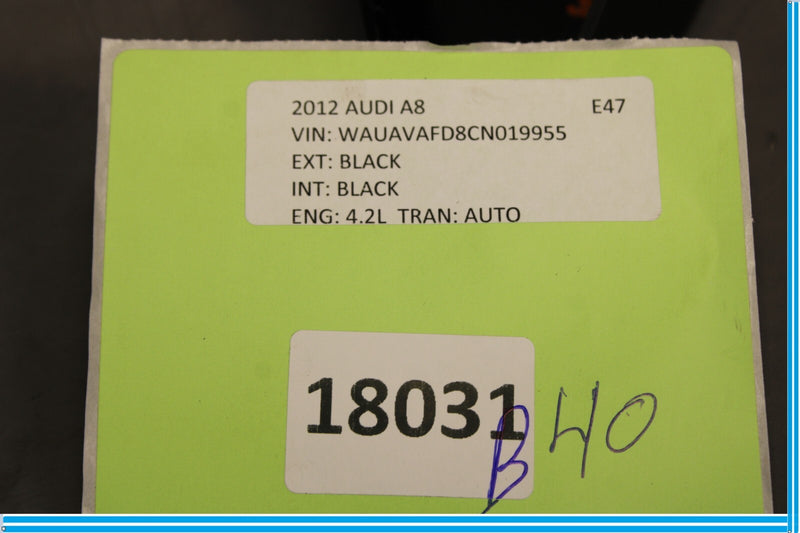 2012 AUDI A8 E47
VIN: WAUAVAFD8CN019955
EXT: BLACK
INT: BLACK
ENG: 4.2L TRAN: AUTO
18031
B40